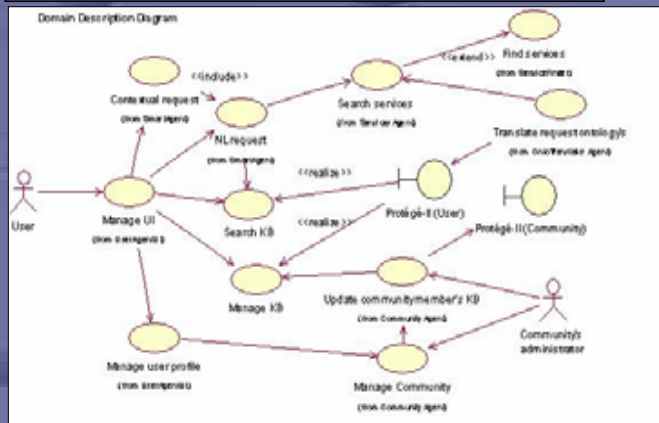 Domain Description Diagram
Find services
<<extend>>
<<include>>
Contextual request
Search services
NL request
Translate request ontology/s
<<realize>>
User
Manage UI
Search KB
<<realize>>
Protégé-II (User)
Protégé-II (Community)
Manage KB
Update community member's KB
(from Community Agent)
Community's
administrator
Manage user profile
Manage Community
(from Community Agent)